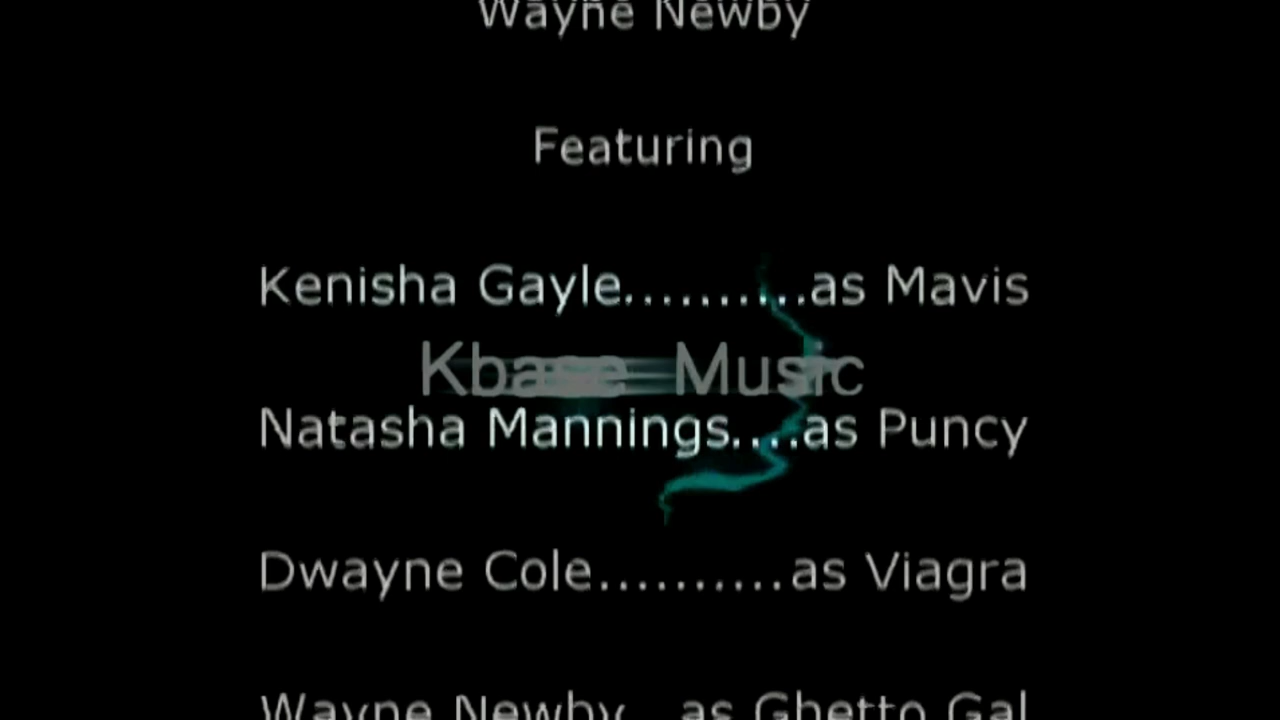 Wayne Newby
Featuring
Kenisha Gayle..........as Mavis
Kbase Music
Natasha Mannings....as Puncy
Dwayne Cole..........as Viagra
Wayne Newby...as Ghetto Gal